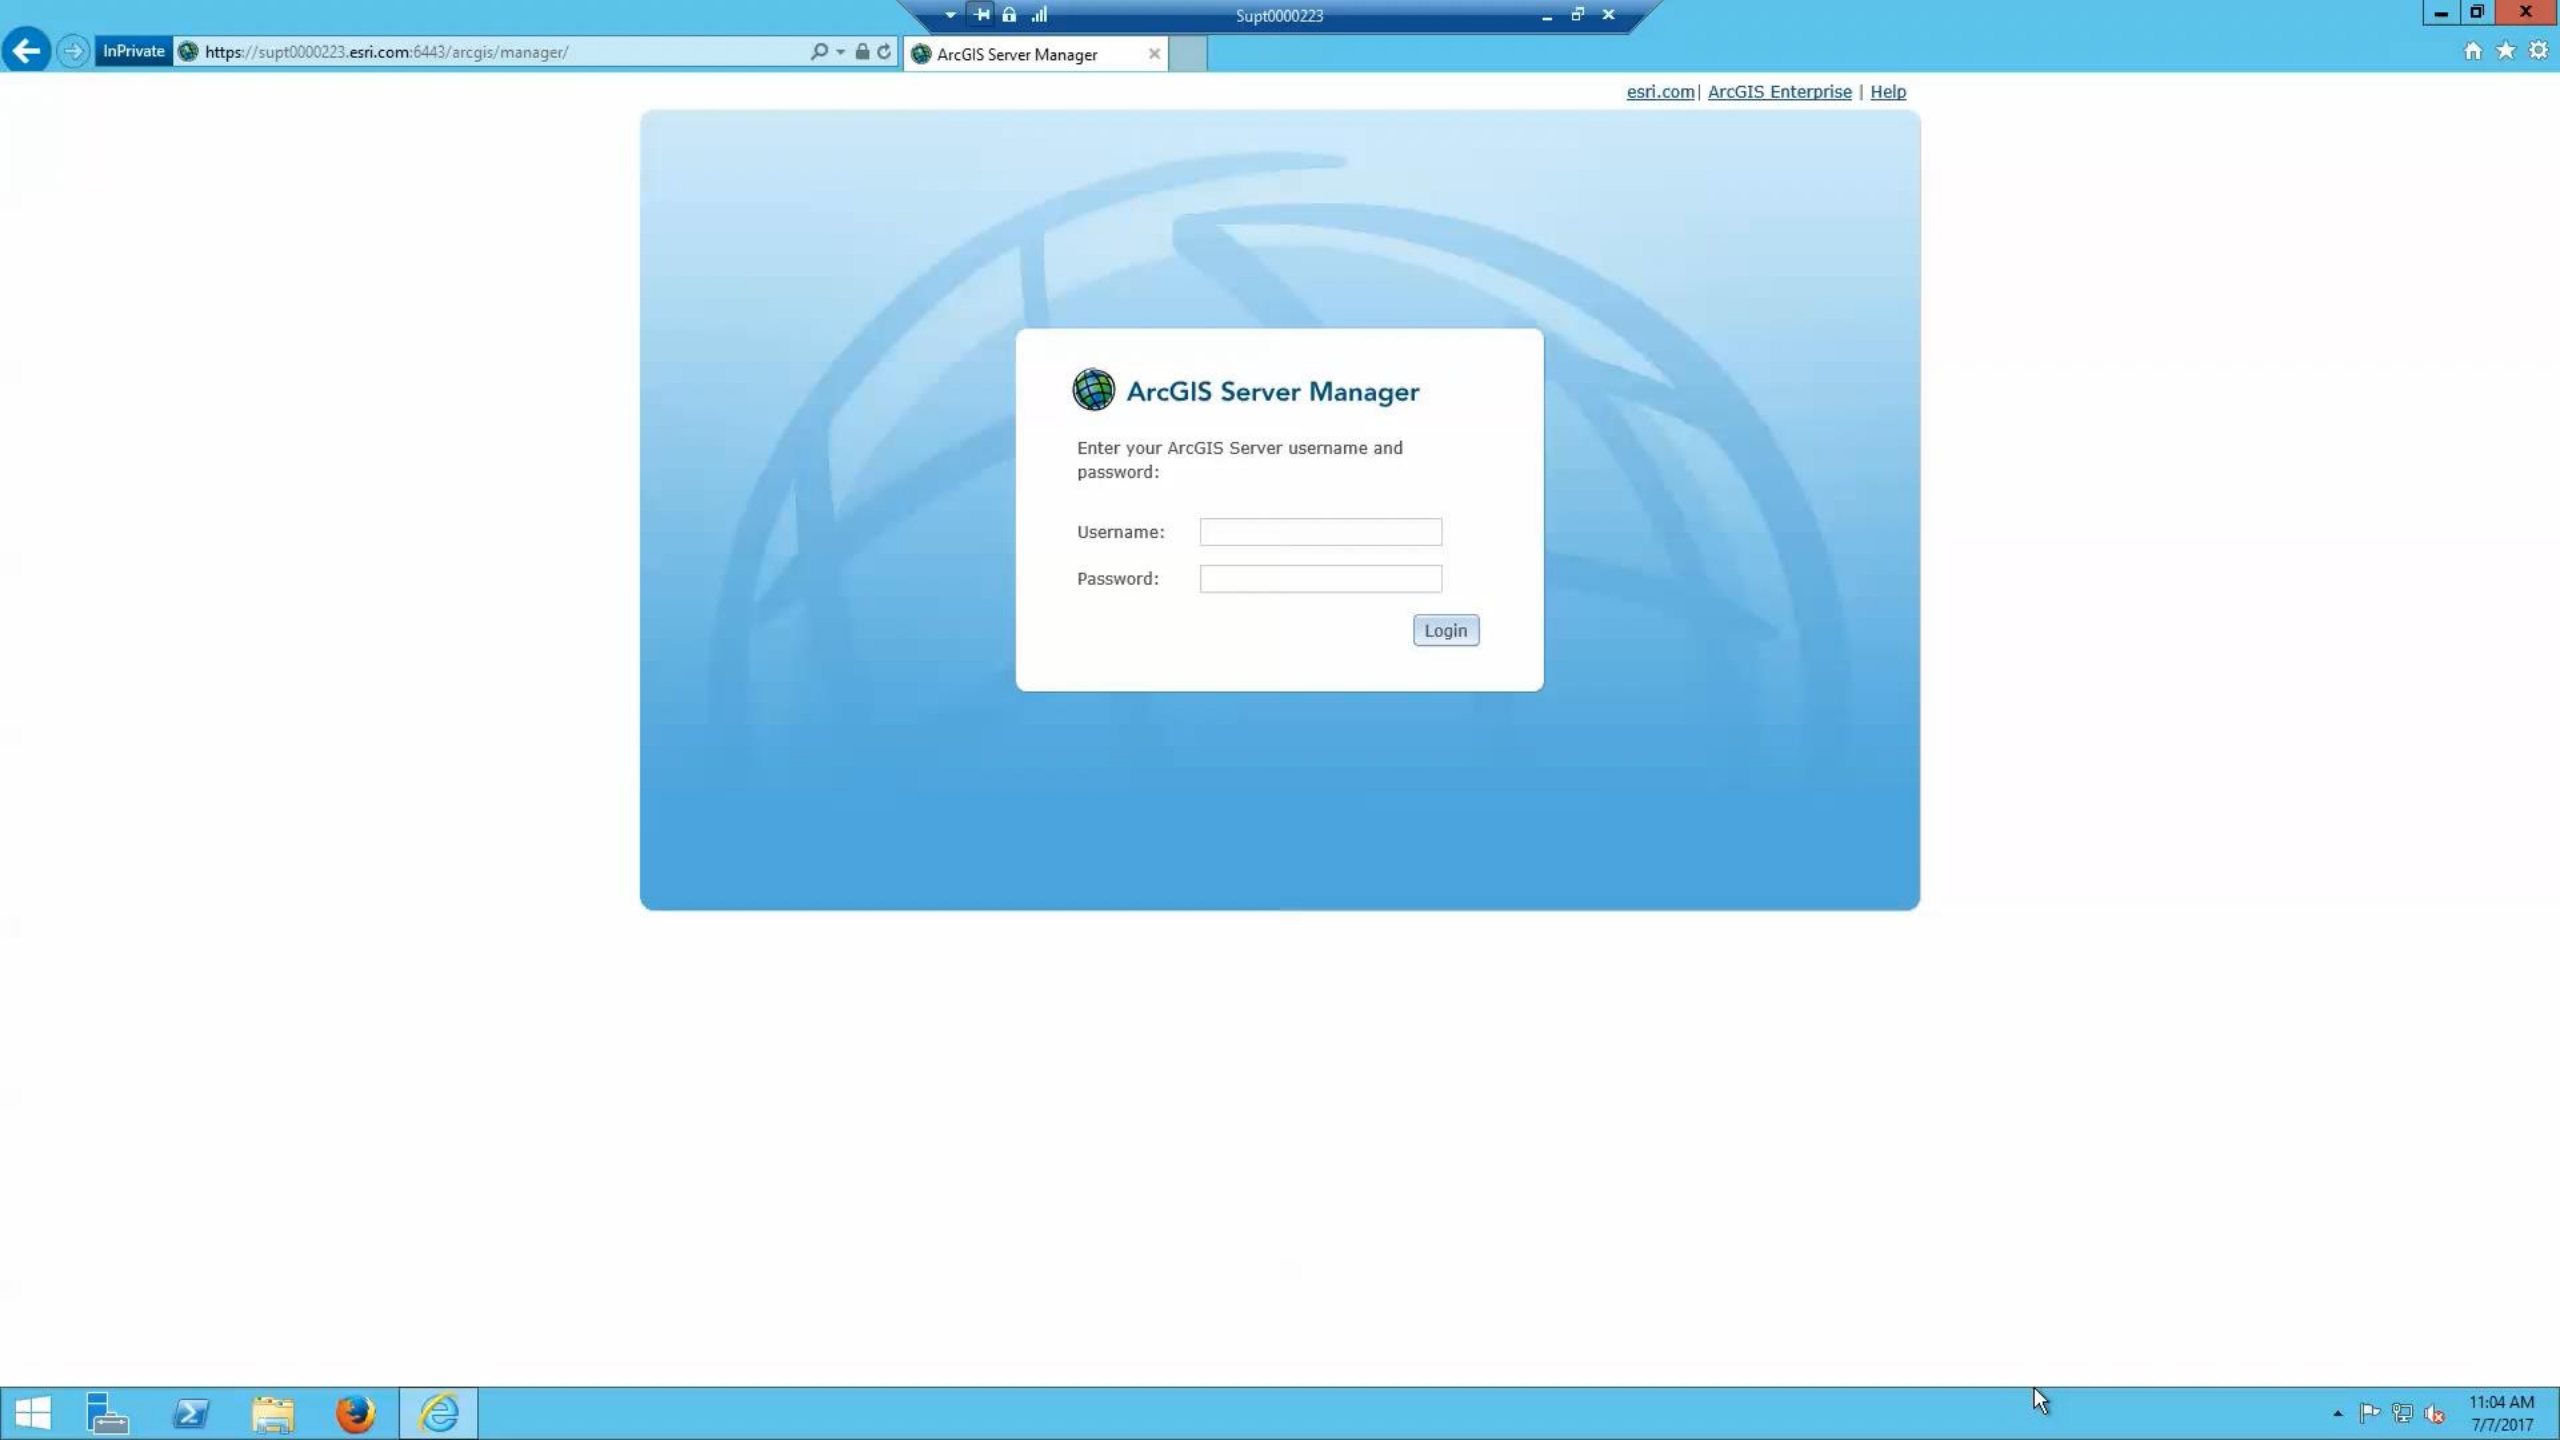 Supt0000223
InPrivate
https://supt0000223.esri.com:6443/arcgis/manager/
ArcGIS Server Manager
esri.com| ArcGIS Enterprise | Help
ArcGIS Server Manager
Enter your ArcGIS Server username and
password:
Username:
Password:
Login
11:04 AM
7/7/2017